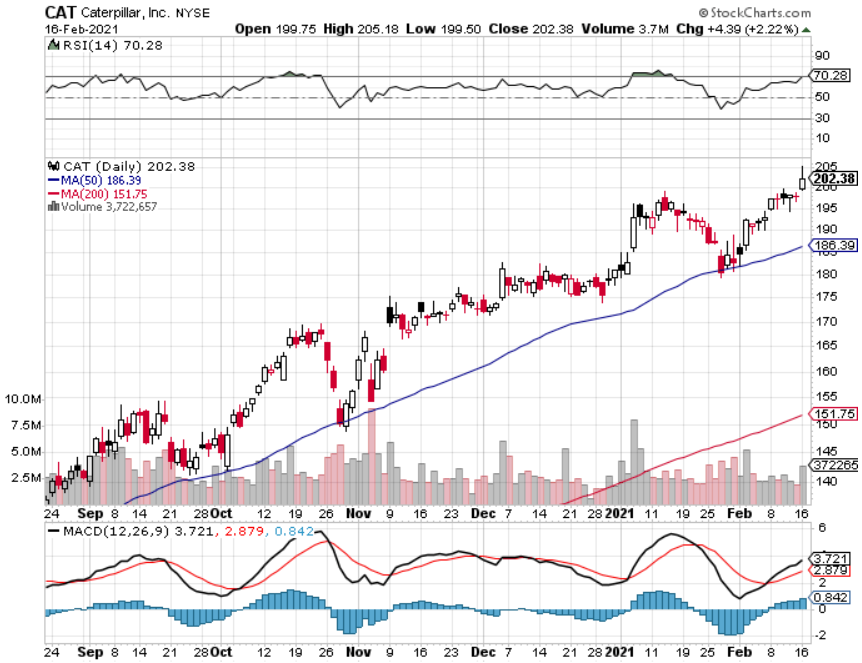 CAT Caterpillar, Inc. NYSE © StockCharts.com
16-Feb-2021 Open 199.75 High 205.18 Low 199.50 Close 202.38 Volume 3.7M Chg +4.39 (+2.22%)
RSI(14) 70.28
90
70.28
50
30
10
CAT (Daily) 202.38
MA(50) 186.39
MA(200) 151.75
Volume 3,722,657
205
202.38
200
195
190
186.39
185
180
175
170
165
160
155
151.75
150
145
372265
140
10.0M
7.5M
5.0M
2.5M
24 Sep 8 14 21 28 Oct 12 19 26 Nov 9 16 23 Dec 7 14 21 28 2021 11 19 25 Feb 8 16
MACD(12,26,9) 3.721, 2.879, 0.842
6
3.721
2.879
2
0.842
0
-2
24 Sep 8 14 21 28 Oct 12 19 26 Nov 9 16 23 Dec 7 14 21 28 2021 11 19 25 Feb 8 16